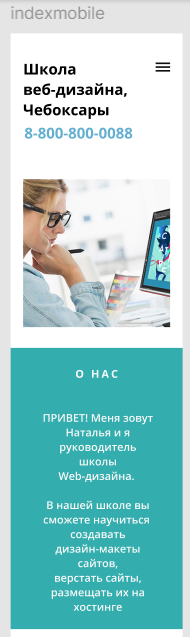 indexmobile
Школа
веб-дизайна,
Чебоксары
8-800-800-0088
О НАС
ПРИВЕТ! Меня зовут
Наталья и я
руководитель
школы
Web-дизайна.
В нашей школе вы
сможете научиться
создавать
дизайн-макеты
сайтов,
верстать сайты,
размещать их на
хостинге